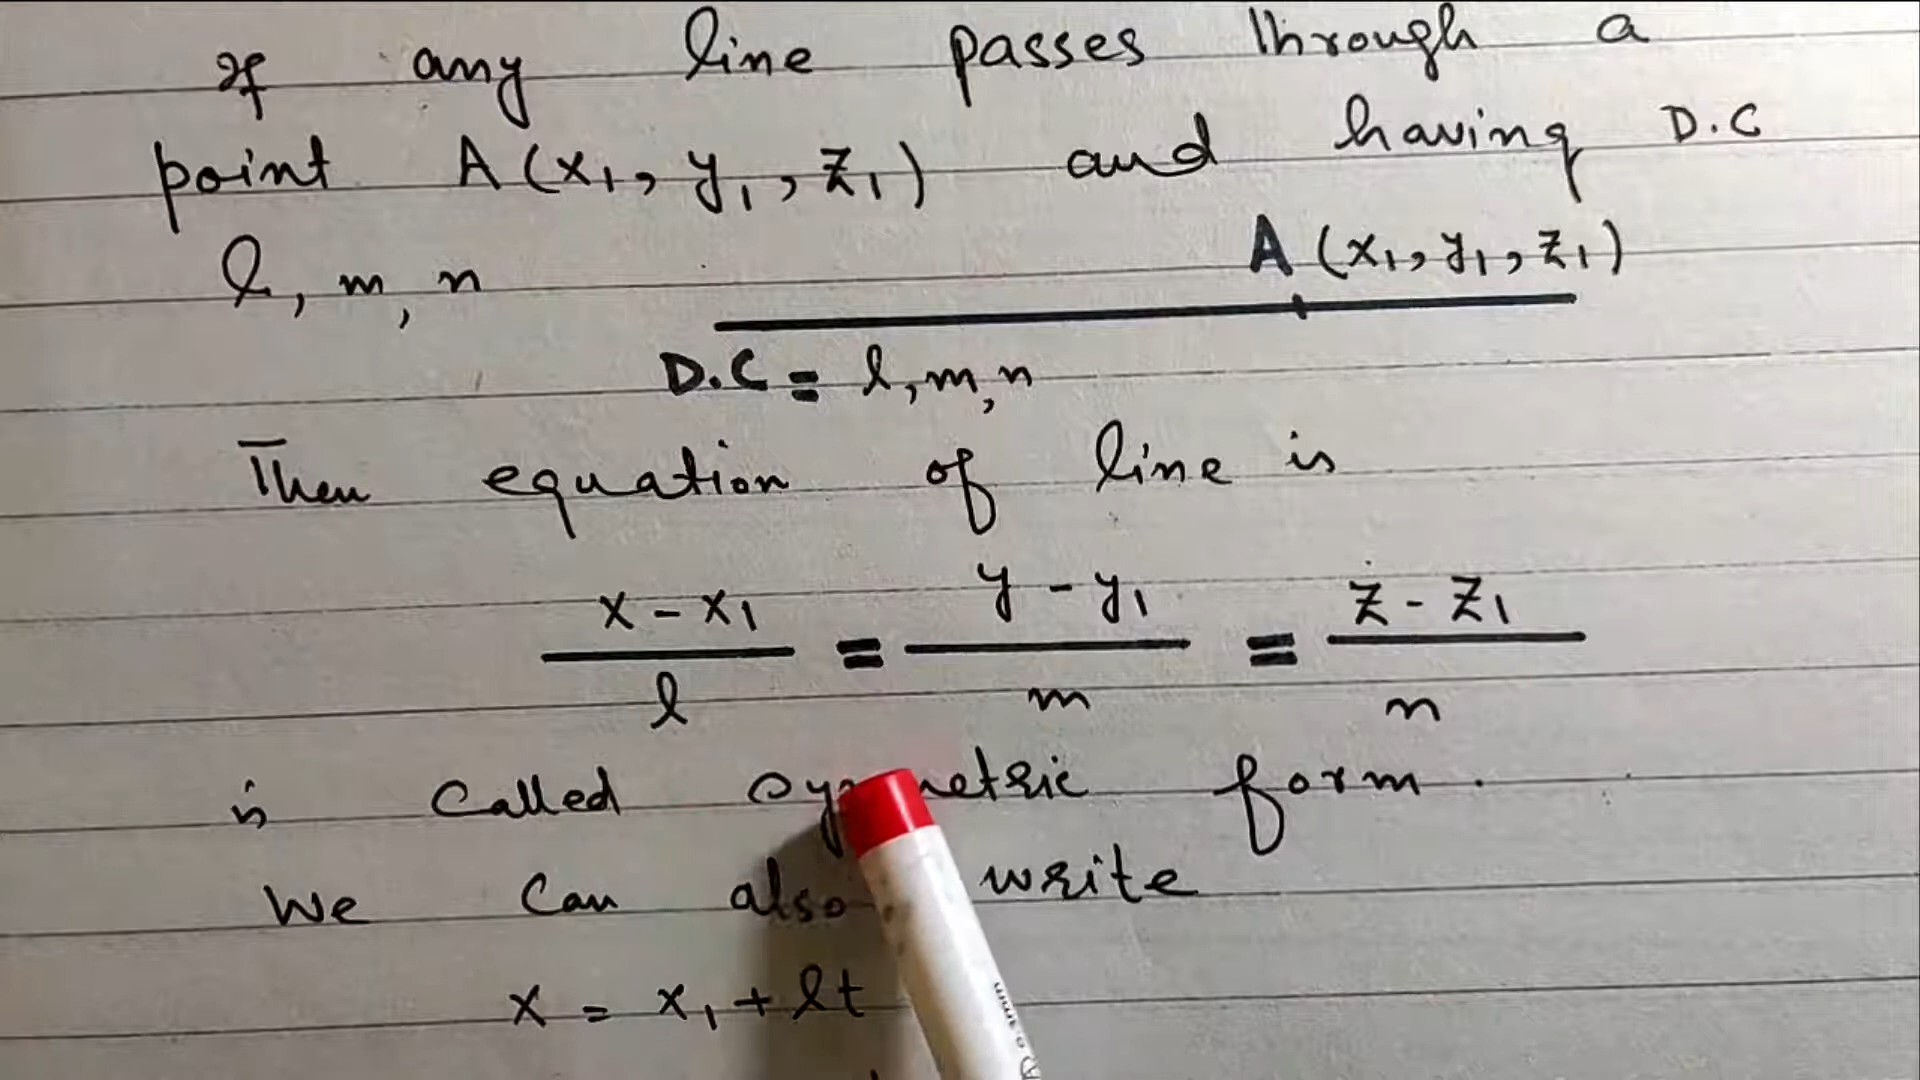 If any line passes through a
point A(x₁, y₁, z₁) and having D.C
l, m, n
A (x₁, y₁, z₁)
D.C = l, m, n
Then equation of line is
x - x₁ / l = y - y₁ / m = z - z₁ / n
is called form.
We Can also write
x = x₁ + lt